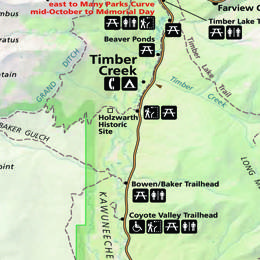 east to Many Parks Curve
mid-October to Memorial Day
Farview C
Timber Lake T
Beaver Ponds
Timber
Creek
GRAND DITCH
Timber Lake Trail
Timber Creek
Holzwarth
Historic
Site
BAKER GULCH
Bowen/Baker Trailhead
Coyote Valley Trailhead
KAWUNEECHE
LONG M
ratus
oint